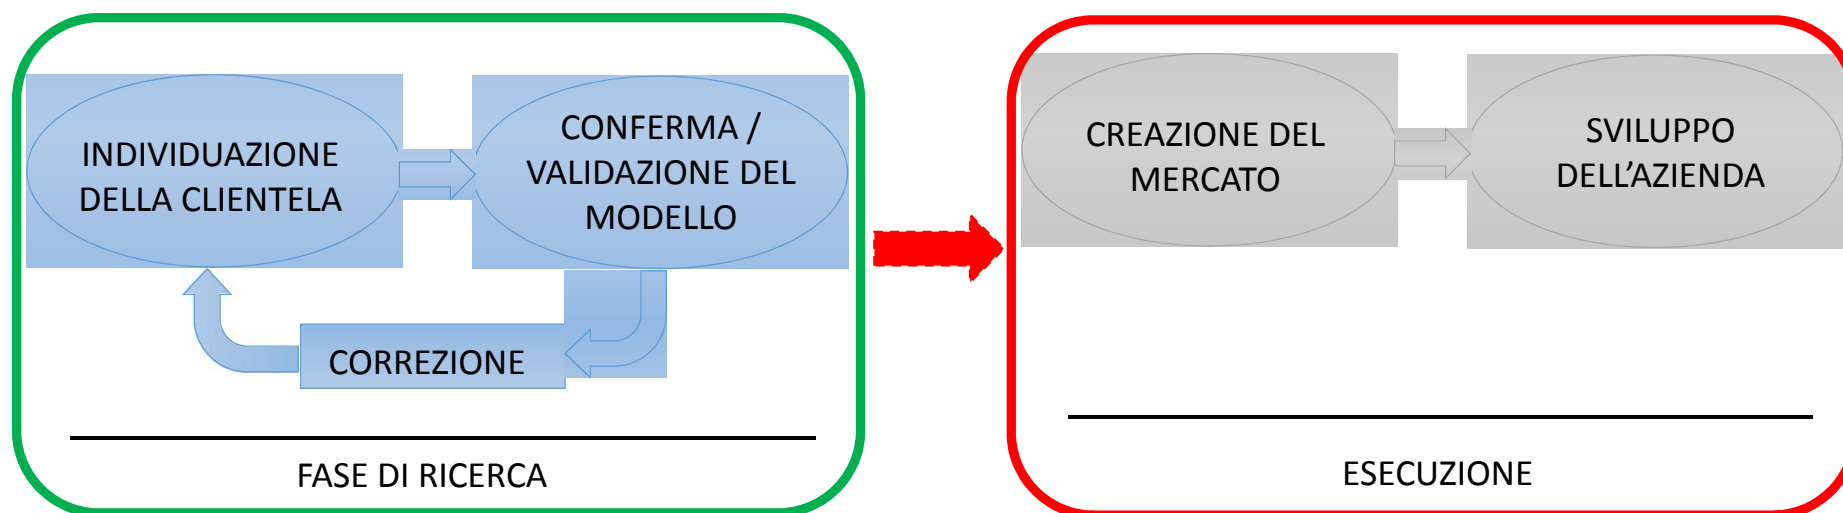 INDIVIDUAZIONE
DELLA CLIENTELA
CONFERMA /
VALIDAZIONE DEL
MODELLO
CORREZIONE
FASE DI RICERCA
CREAZIONE DEL
MERCATO
SVILUPPO
DELL’AZIENDA
ESECUZIONE